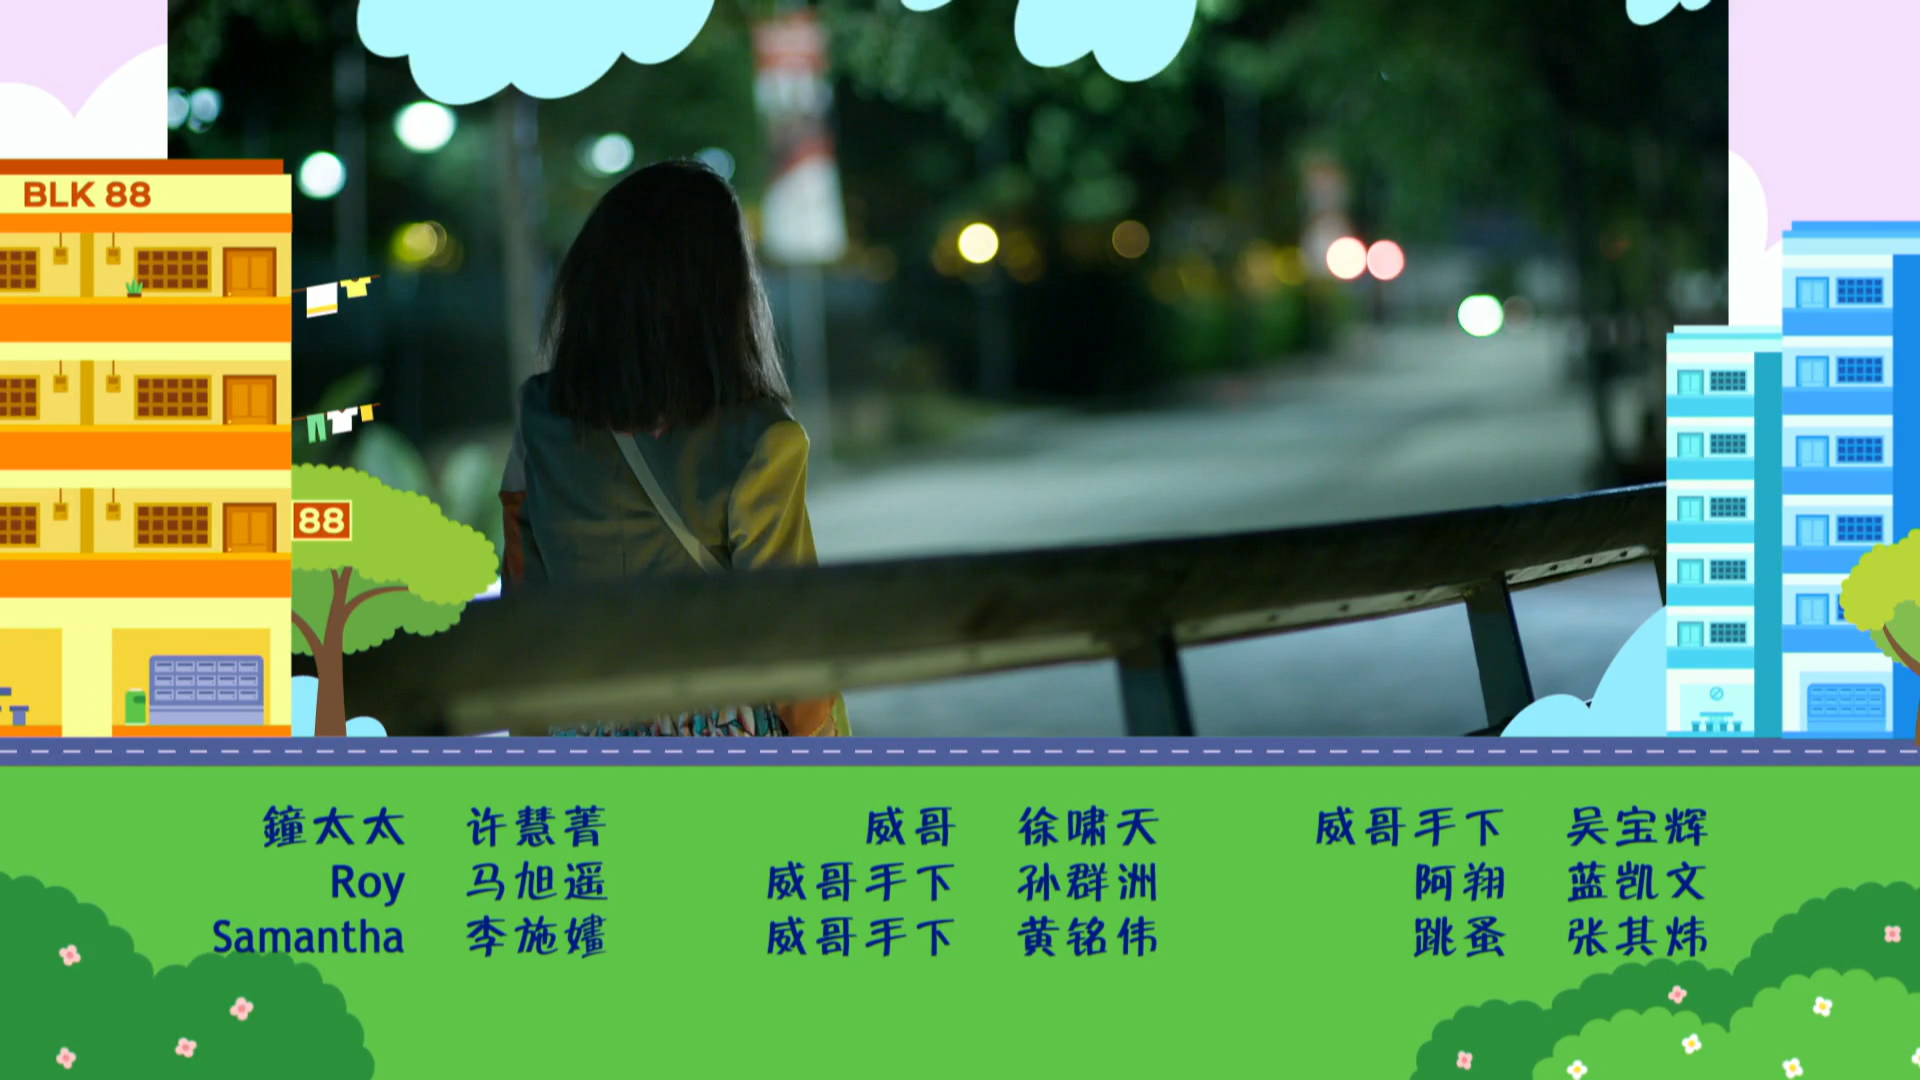 BLK 88
88
鐘太太 许慧菁
Roy 马旭遥
Samantha 李施嬅
威哥 徐啸天
威哥手下 孙群洲
威哥手下 黄铭伟
威哥手下 吴宝辉
阿翔 蓝凯文
跳蚤 张其炜